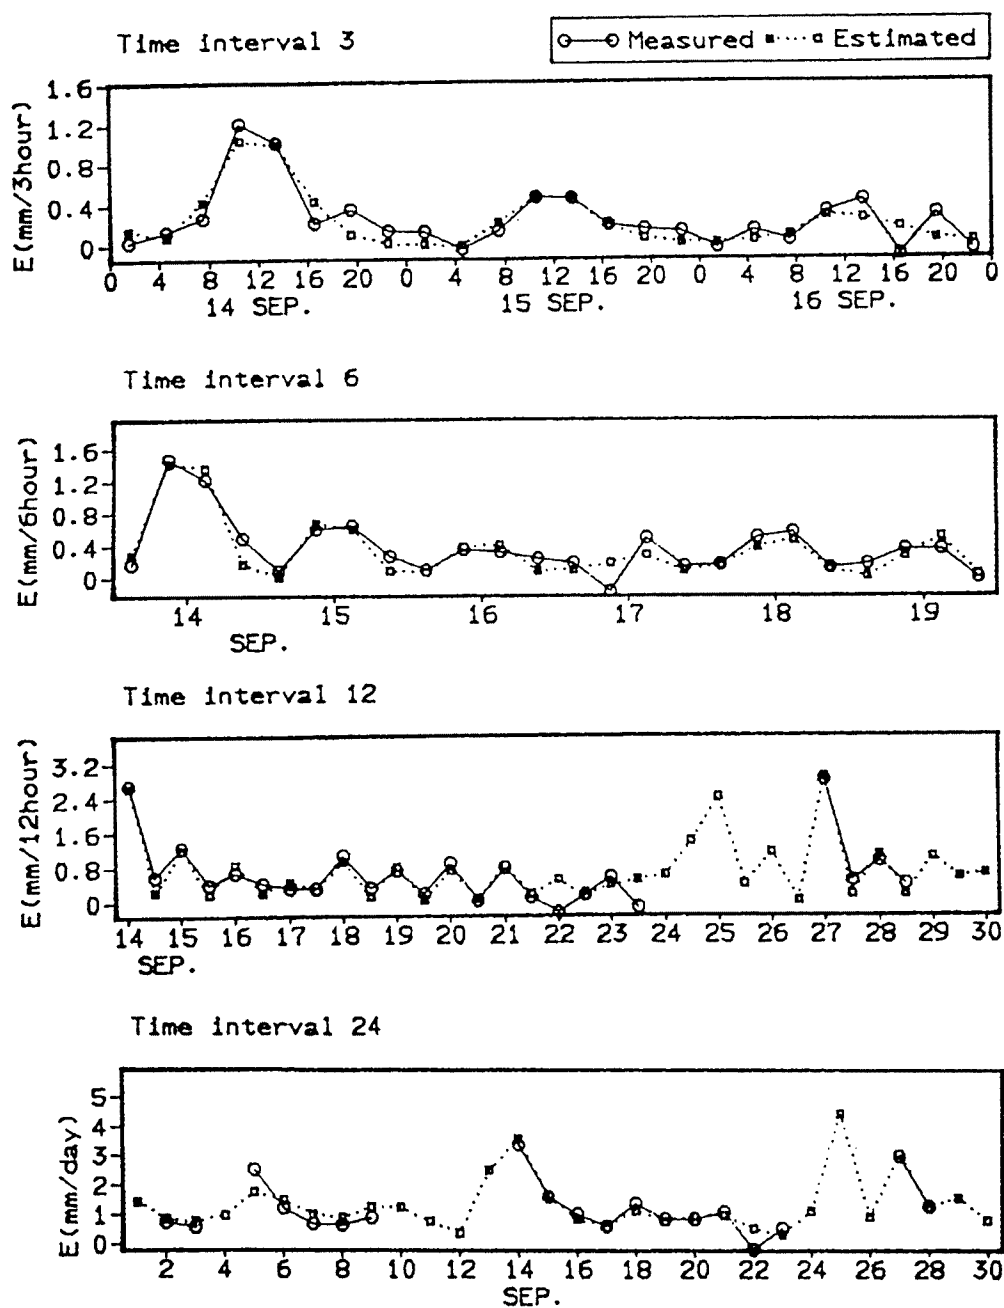 Time interval 3
Measured Estimated
E(mm/3hour)
1.6
1.2
0.8
0.4
0
0 4 8 12 16 20 0 4 8 12 16 20 0 4 8 12 16 20 0
14 SEP. 15 SEP. 16 SEP.
Time interval 6
E(mm/6hour)
1.6
1.2
0.8
0.4
0
14 15 16 17 18 19
SEP.
Time interval 12
E(mm/12hour)
3.2
2.4
1.6
0.8
0
14 15 16 17 18 19 20 21 22 23 24 25 26 27 28 29 30
SEP.
Time interval 24
E(mm/day)
5
4
3
2
1
0
2 4 6 8 10 12 14 16 18 20 22 24 26 28 30
SEP.